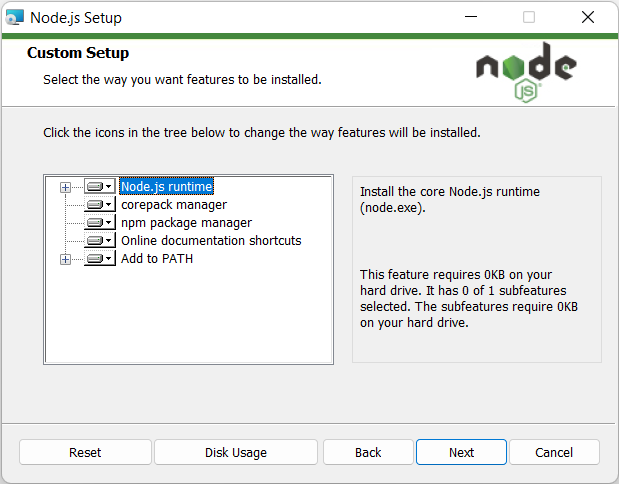 Node.js Setup
Custom Setup
Select the way you want features to be installed.
node
JS
Click the icons in the tree below to change the way features will be installed.
Node.js runtime
corepack manager
npm package manager
Online documentation shortcuts
Add to PATH
Install the core Node.js runtime
(node.exe).
This feature requires 0KB on your
hard drive. It has 0 of 1 subfeatures
selected. The subfeatures require 0KB
on your hard drive.
Reset
Disk Usage
Back
Next
Cancel